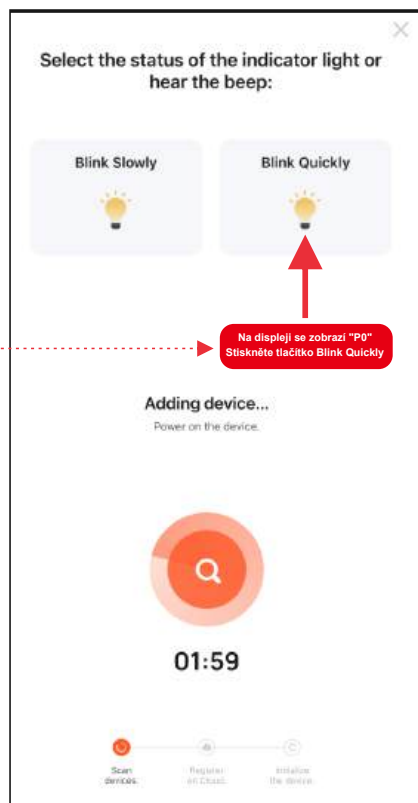 Select the status of the indicator light or
hear the beep:
Blink Slowly
Blink Quickly
Na displeji se zobrazí "P0"
Stiskněte tlačítko Blink Quickly
Adding device...
Power on the device.
01:59
Scan
devices.
Register
on Cloud.
Initialize
the device.